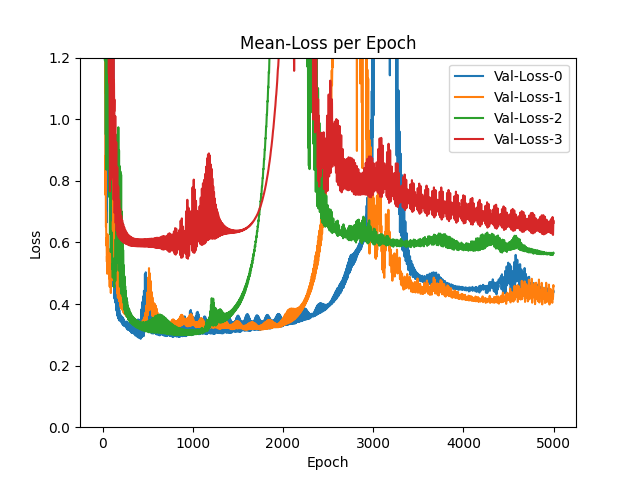 Mean-Loss per Epoch
1.2
1.0
0.8
0.6
0.4
0.2
0.0
Loss
Val-Loss-0
Val-Loss-1
Val-Loss-2
Val-Loss-3
0 1000 2000 3000 4000 5000
Epoch